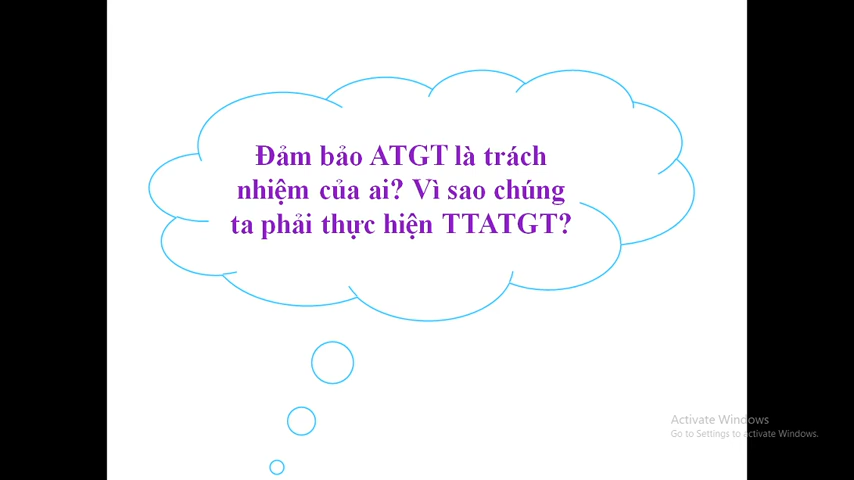 Đảm bảo ATGT là trách
nhiệm của ai? Vì sao chúng
ta phải thực hiện TTATGT?
Activate Windows
Go to Settings to activate Windows.